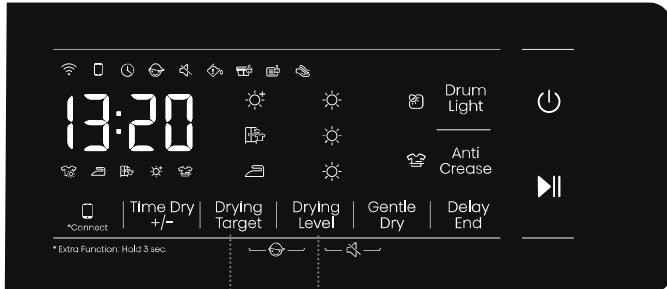 13:20
Drum
Light
Anti
Crease
*Connect
Time Dry
+/-
Drying
Target
Drying
Level
Gentle
Dry
Delay
End
* Extra Function: Hold 3 sec.